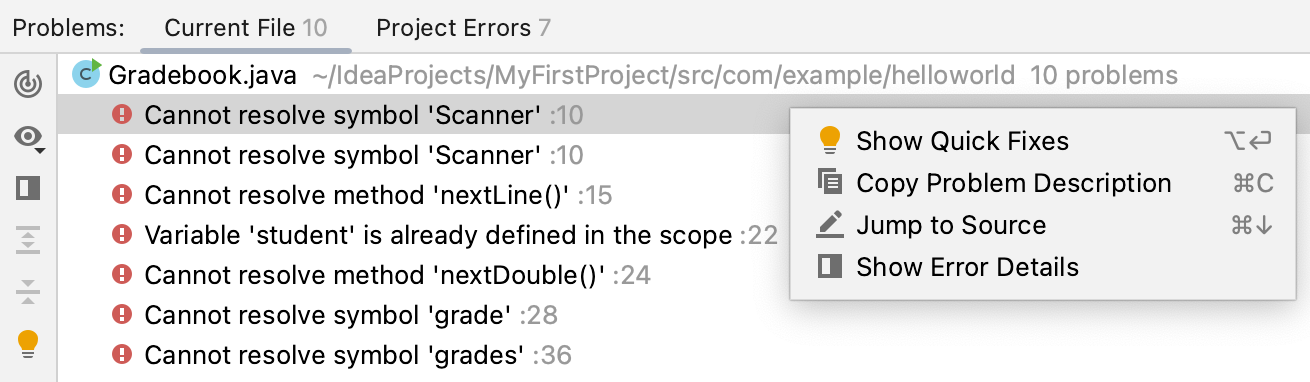 Problems: Current File 10 Project Errors 7
Gradebook.java ~/IdeaProjects/MyFirstProject/src/com/example/helloworld 10 problems
Cannot resolve symbol 'Scanner' :10
Cannot resolve symbol 'Scanner' :10
Cannot resolve method 'nextLine()' :15
Variable 'student' is already defined in the scope :22
Cannot resolve method 'nextDouble()' :24
Cannot resolve symbol 'grade' :28
Cannot resolve symbol 'grades' :36
Show Quick Fixes ⌥⏎
Copy Problem Description ⌘C
Jump to Source ⌘↓
Show Error Details